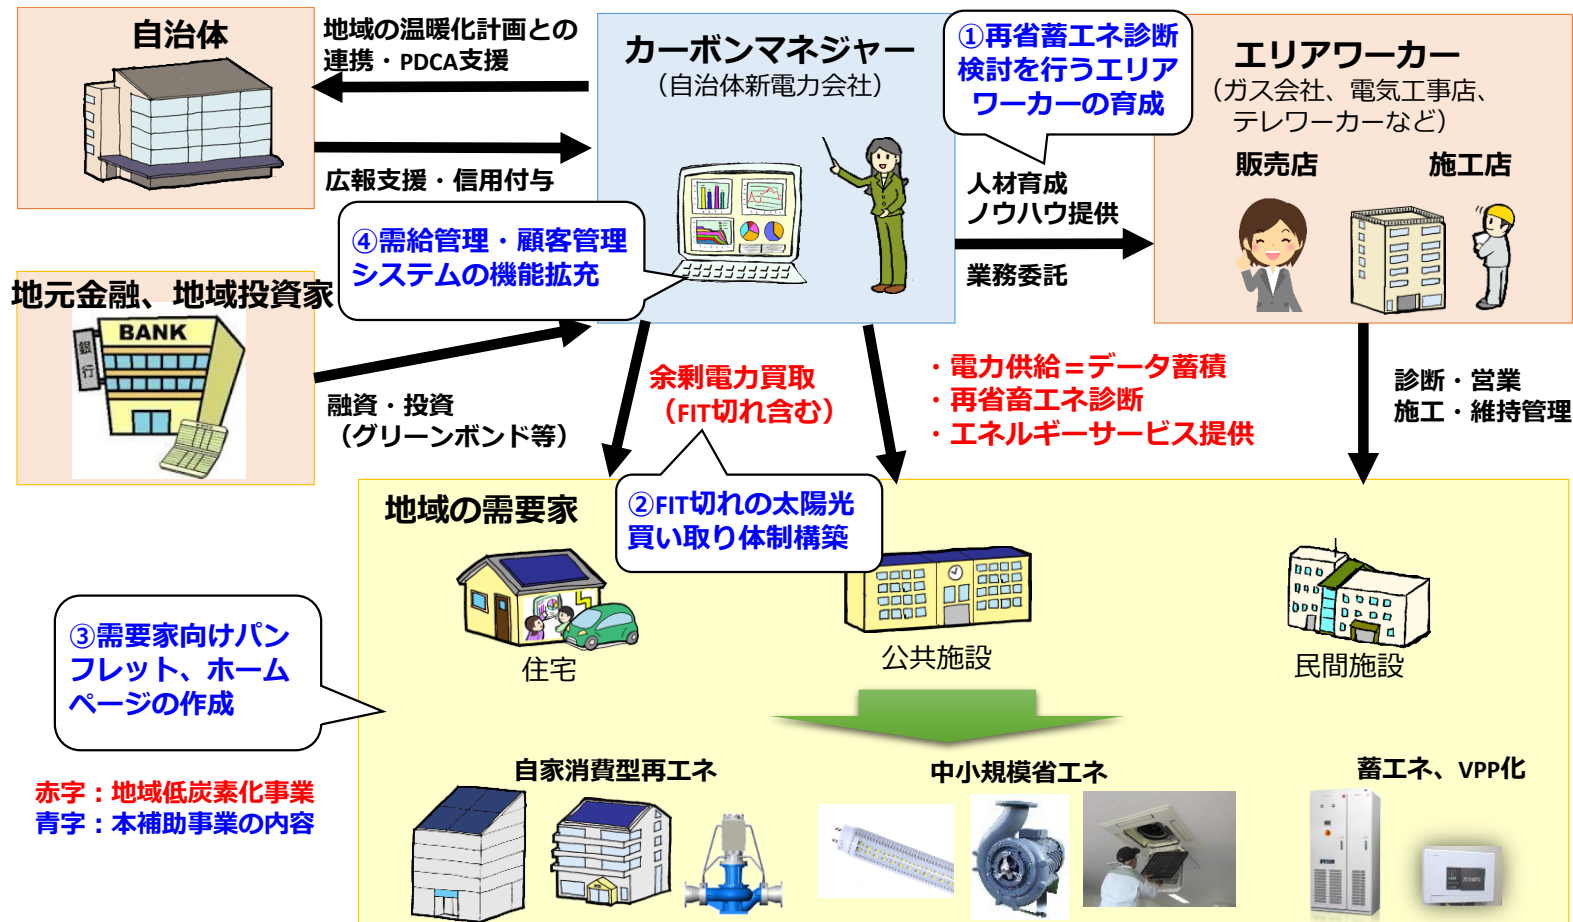 自治体
地域の温暖化計画との
連携・PDCA支援
広報支援・信用付与
カーボンマネジャー
（自治体新電力会社）
①再省蓄エネ診断
検討を行うエリア
ワーカーの育成
エリアワーカー
（ガス会社、電気工事店、
テレワーカーなど）
販売店
施工店
人材育成
ノウハウ提供
業務委託
④需給管理・顧客管理
システムの機能拡充
地元金融、地域投資家
BANK
銀行
融資・投資
（グリーンボンド等）
余剰電力買取
（FIT切れ含む）
・電力供給＝データ蓄積
・再省畜エネ診断
・エネルギーサービス提供
診断・営業
施工・維持管理
地域の需要家
②FIT切れの太陽光
買い取り体制構築
住宅
公共施設
民間施設
③需要家向けパン
フレット、ホーム
ページの作成
自家消費型再エネ
中小規模省エネ
蓄エネ、VPP化
赤字：地域低炭素化事業
青字：本補助事業の内容